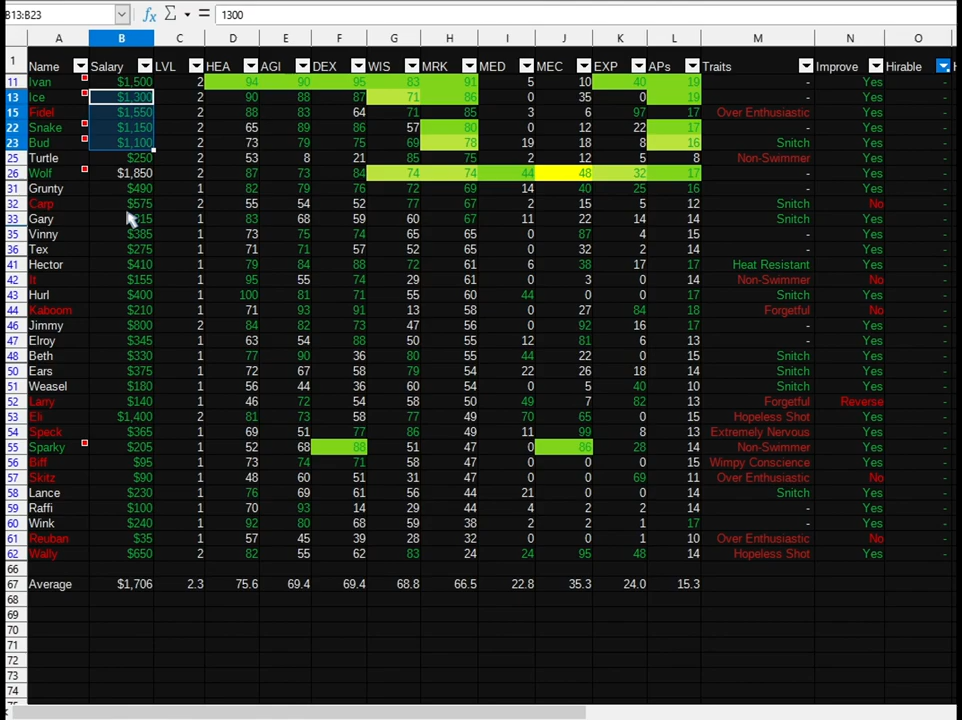 B13:B23 fx Σ = 1300
A B C D E F G H I J K L M N O
1 Name Salary LVL HEA AGI DEX WIS MRK MED MEC EXP APs Traits Improve Hirable
11 Ivan $1,500 2 94 90 95 83 91 5 10 40 19 - Yes -
13 Ice $1,300 2 90 88 87 71 86 0 35 0 19 - Yes -
15 Fidel $1,550 2 88 83 64 71 85 3 6 97 17 Over Enthusiastic Yes -
22 Snake $1,150 2 65 89 86 57 80 0 12 22 17 - Yes -
23 Bud $1,100 2 73 79 75 69 78 19 18 8 16 Snitch Yes -
25 Turtle $250 2 53 8 21 85 75 2 12 5 8 Non-Swimmer Yes -
26 Wolf $1,850 2 87 73 84 74 74 44 48 32 17 - Yes -
31 Grunty $490 1 82 79 76 72 69 14 40 25 16 - Yes -
32 Carp $575 2 55 54 52 77 67 2 15 5 12 Snitch No -
33 Gary 315 1 83 68 59 60 67 11 22 14 14 Snitch Yes -
35 Vinny $385 1 73 75 74 65 65 0 87 4 15 - Yes -
36 Tex $275 1 71 71 57 52 65 0 32 2 14 - Yes -
41 Hector $410 1 79 84 88 72 61 6 38 17 17 Heat Resistant Yes -
42 It $155 1 95 55 74 29 61 0 3 0 14 Non-Swimmer No -
43 Hurl $400 1 100 81 71 55 60 44 0 0 17 Snitch Yes -
44 Kaboom $210 1 71 93 91 13 58 0 27 84 18 Forgetful No -
46 Jimmy $800 2 84 82 73 47 56 0 92 16 17 - Yes -
47 Elroy $345 1 63 54 88 50 55 12 81 6 13 - Yes -
48 Beth $330 1 77 90 36 80 55 44 22 0 15 Snitch Yes -
50 Ears $375 1 72 67 58 79 54 22 26 18 14 Snitch Yes -
51 Weasel $180 1 56 44 36 60 54 0 5 40 10 Snitch Yes -
52 Larry $140 1 46 72 54 58 50 49 7 82 13 Forgetful Reverse -
53 Eli $1,400 2 81 73 58 77 49 70 65 0 15 Hopeless Shot Yes -
54 Speck $365 1 69 51 77 86 49 11 99 8 13 Extremely Nervous Yes -
55 Sparky $205 1 52 68 88 51 47 0 86 28 14 Non-Swimmer Yes -
56 Biff $95 1 73 74 71 58 47 0 0 0 15 Wimpy Conscience Yes -
57 Skitz $90 1 48 60 51 31 47 0 0 69 11 Over Enthusiastic No -
58 Lance $230 1 76 69 61 56 44 21 0 0 14 Snitch Yes -
59 Raffi $100 1 70 93 14 29 44 4 2 2 14 - Yes -
60 Wink $240 1 92 80 68 59 38 2 2 1 17 - Yes -
61 Reuban $35 1 57 45 39 28 32 0 0 1 10 Over Enthusiastic No -
62 Wally $650 2 82 55 62 83 24 24 95 48 14 Hopeless Shot Yes -
66
67 Average $1,706 2.3 75.6 69.4 69.4 68.8 66.5 22.8 35.3 24.0 15.3
68
69
70
71
72
73
74